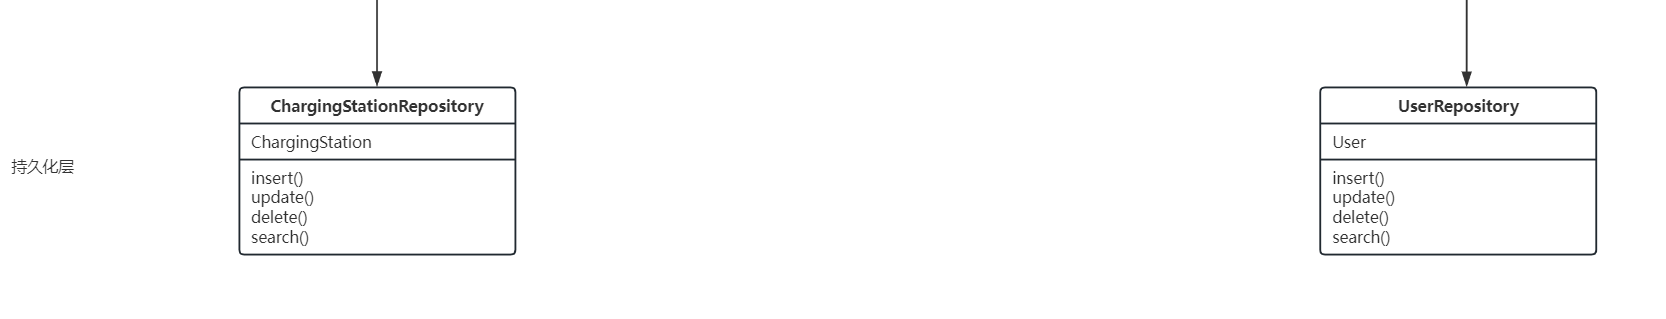 持久化层
ChargingStationRepository
ChargingStation
insert()
update()
delete()
search()
UserRepository
User
insert()
update()
delete()
search()